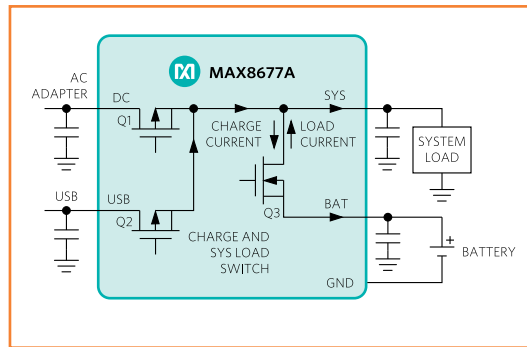 MAX8677A
AC
ADAPTER
DC
Q1
SYS
CHARGE
CURRENT
LOAD
CURRENT
SYSTEM
LOAD
USB
USB
Q2
Q3
BAT
CHARGE AND
SYS LOAD
SWITCH
GND
+
BATTERY